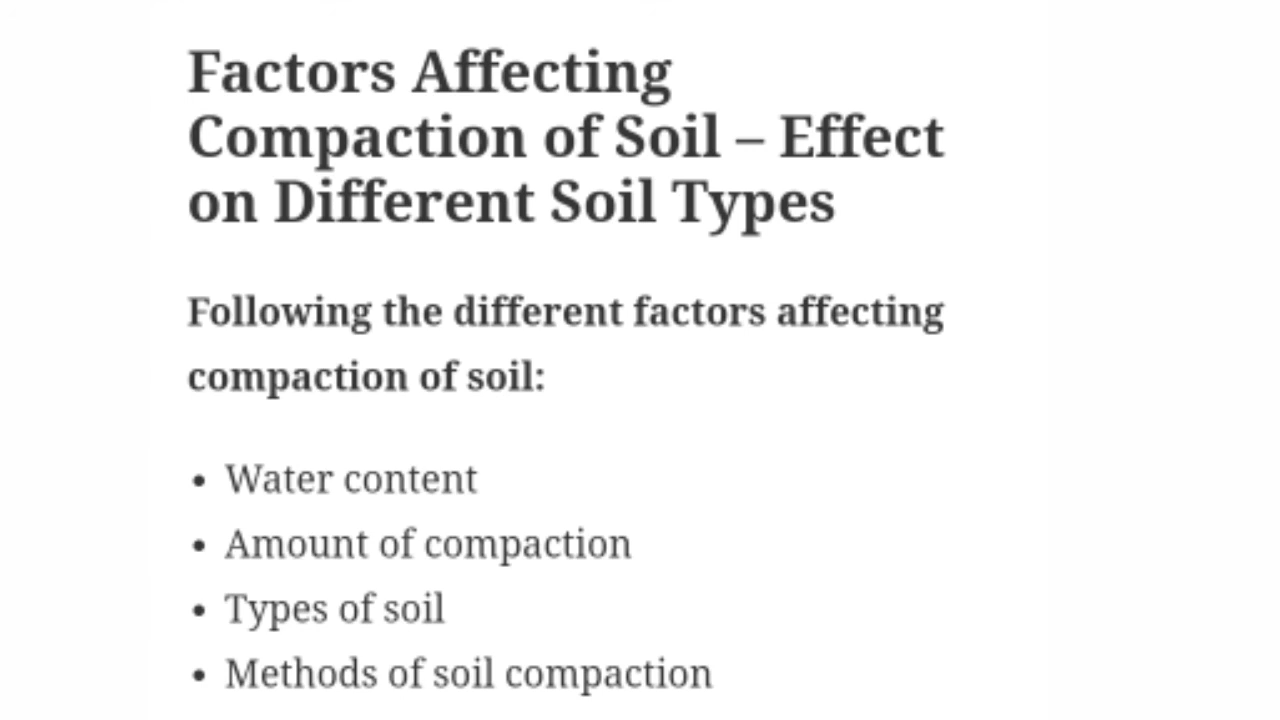 Factors Affecting
Compaction of Soil – Effect
on Different Soil Types
Following the different factors affecting
compaction of soil:
• Water content
• Amount of compaction
• Types of soil
• Methods of soil compaction